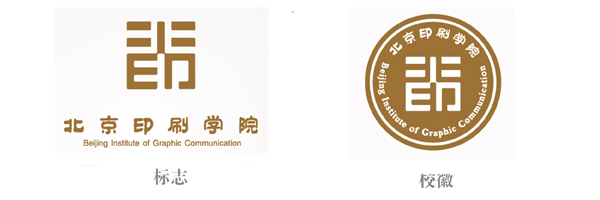 北京印刷学院
Beijing Institute of Graphic Communication
标志
北京印刷学院
Beijing Institute of Graphic Communication
校徽